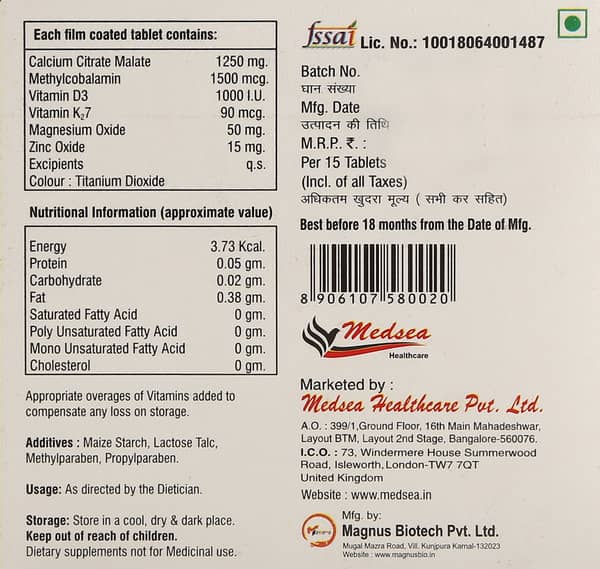 Each film coated tablet contains:
Calcium Citrate Malate 1250 mg.
Methylcobalamin 1500 mcg.
Vitamin D3 1000 I.U.
Vitamin K₂7 90 mcg.
Magnesium Oxide 50 mg.
Zinc Oxide 15 mg.
Excipients q.s.
Colour : Titanium Dioxide
Nutritional Information (approximate value)
Energy 3.73 Kcal.
Protein 0.05 gm.
Carbohydrate 0.02 gm.
Fat 0.38 gm.
Saturated Fatty Acid 0 gm.
Poly Unsaturated Fatty Acid 0 gm.
Mono Unsaturated Fatty Acid 0 gm.
Cholesterol 0 gm.
Appropriate overages of Vitamins added to
compensate any loss on storage.
Additives : Maize Starch, Lactose Talc,
Methylparaben, Propylparaben.
Usage: As directed by the Dietician.
Storage: Store in a cool, dry & dark place.
Keep out of reach of children.
Dietary supplements not for Medicinal use.
fssai Lic. No.: 10018064001487
Batch No.
घान संख्या
Mfg. Date
उत्पादन की तिथि
M.R.P.. ₹. :
Per 15 Tablets
(Incl. of all Taxes)
अधिकतम खुदरा मूल्य ( सभी कर सहित)
Best before 18 months from the Date of Mfg.
8 906107 580020
Medsea
Healthcare
Marketed by :
Medsea Healthcare Pvt. Ltd.
A.O. : 399/1,Ground Floor, 16th Main Mahadeshwar,
Layout BTM, Layout 2nd Stage, Bangalore-560076.
I.C.O. : 73, Windermere House Summerwood
Road, Isleworth,London-TW7 7QT
United Kingdom
Website : www.medsea.in
Mfg. by:
Magnus Biotech Pvt. Ltd.
Mugal Mazra Road, Vill. Kunjpura Karnal-132023
Website : www.magnusbio.in